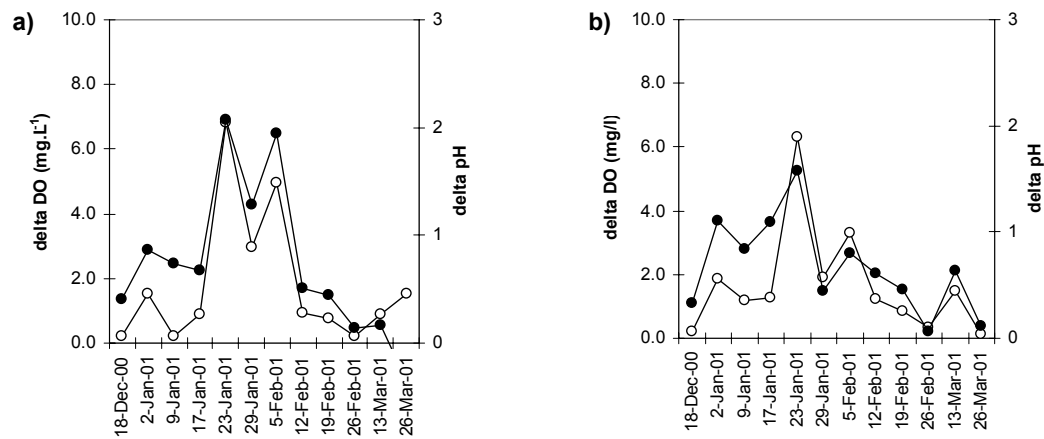 a)
delta DO (mg.L-1)
10.0
8.0
6.0
4.0
2.0
0.0
3
2
1
0
delta pH
18-Dec-00
2-Jan-01
9-Jan-01
17-Jan-01
23-Jan-01
29-Jan-01
5-Feb-01
12-Feb-01
19-Feb-01
26-Feb-01
13-Mar-01
26-Mar-01
b)
delta DO (mg/l)
10.0
8.0
6.0
4.0
2.0
0.0
3
2
1
0
delta pH
18-Dec-00
2-Jan-01
9-Jan-01
17-Jan-01
23-Jan-01
29-Jan-01
5-Feb-01
12-Feb-01
19-Feb-01
26-Feb-01
13-Mar-01
26-Mar-01